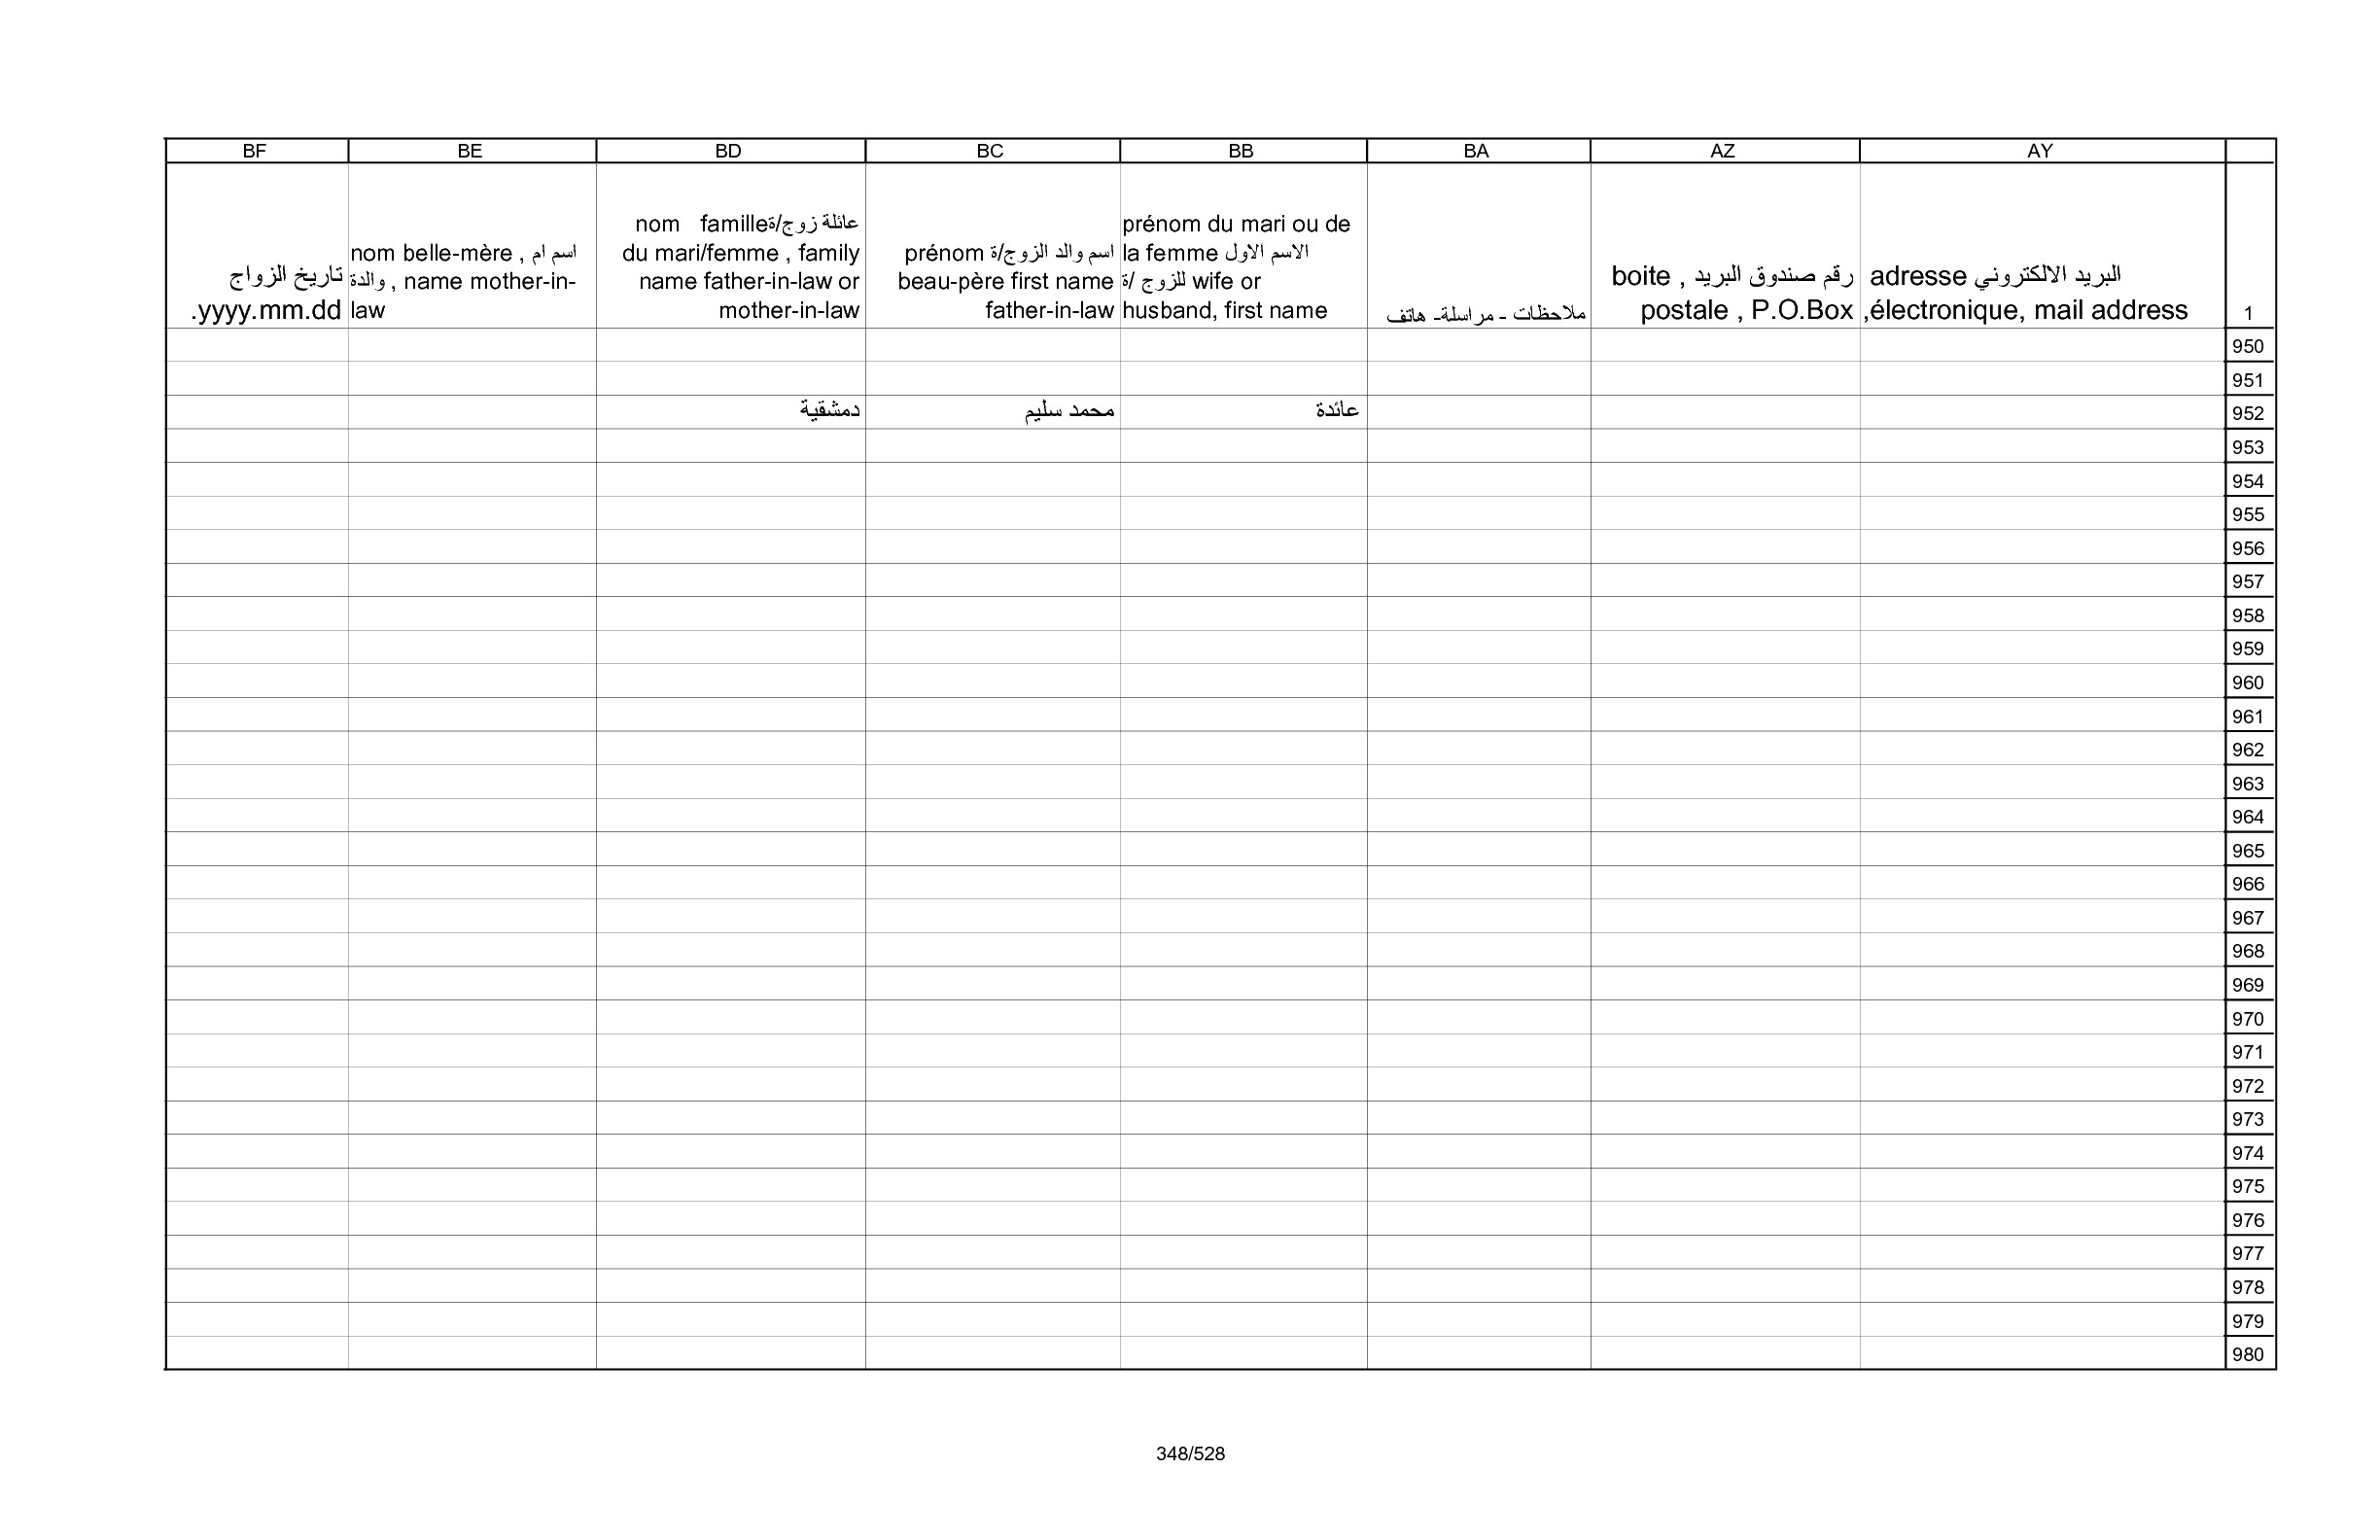 AY
AZ
BA
BB
BC
BD
BE
BF
1
البريد الالكتروني adresse
électronique, mail address,
رقم صندوق البريد , boite
postale , P.O.Box
ملاحظات - مراسلة- هاتف
prénom du mari ou de
la femme الاسم الاول
للزوج /ة wife or
husband, first name
اسم والد الزوج/ة prénom
beau-père first name
father-in-law
عائلة زوج/ةnom famille
du mari/femme , family
name father-in-law or
mother-in-law
nom belle-mère , اسم ام
والدة , name mother-in-
law
تاريخ الزواج
yyyy.mm.dd.
950
951
952
عائدة
محمد سليم
دمشقية
953
954
955
956
957
958
959
960
961
962
963
964
965
966
967
968
969
970
971
972
973
974
975
976
977
978
979
980
348/528